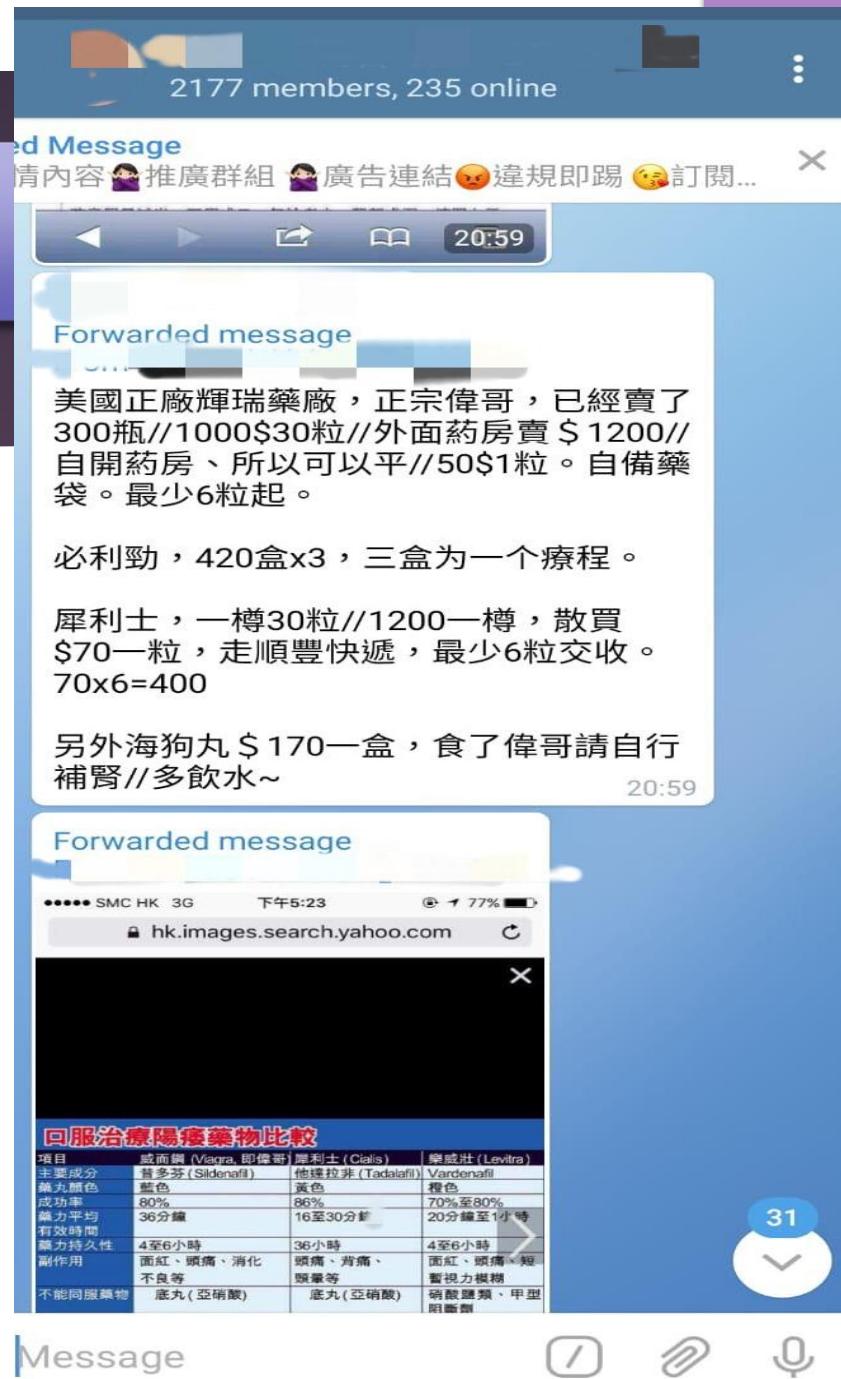 2177 members, 235 online
ed Message
情內容🙅🏻‍♀️推廣群組 🙅🏻‍♀️廣告連結😡違規即踢 😘訂閱...
20:59
Forwarded message
美國正廠輝瑞藥廠，正宗偉哥，已經賣了
300瓶//1000$30粒//外面葯房賣＄1200//
自開葯房、所以可以平//50$1粒。自備藥
袋。最少6粒起。
必利勁，420盒x3，三盒为一个療程。
犀利士，一樽30粒//1200一樽，散買
$70一粒，走順豐快遞，最少6粒交收。
70x6=400
另外海狗丸＄170一盒，食了偉哥請自行
補腎//多飲水~
20:59
Forwarded message
SMC HK 3G 下午5:23 77%
hk.images.search.yahoo.com
口服治療陽痿藥物比較
項目 威而鋼 (Viagra, 即偉哥) 犀利士 (Cialis) 樂威壯 (Levitra)
主要成分 昔多芬 (Sildenafil) 他達拉非 (Tadalafil) Vardenafil
藥丸顏色 藍色 黃色 橙色
成功率 80% 86% 70%至80%
藥力平均有效時間 36分鐘 16至30分鐘 20分鐘至1小時
藥力持久性 4至6小時 36小時 4至6小時
副作用 面紅、頭痛、消化不良等 頭痛、背痛、頸暈等 面紅、頭痛、短暫視力模糊
不能同服藥物 底丸 (亞硝酸) 底丸 (亞硝酸) 硝酸鹽類、甲型阻斷劑
31
Message